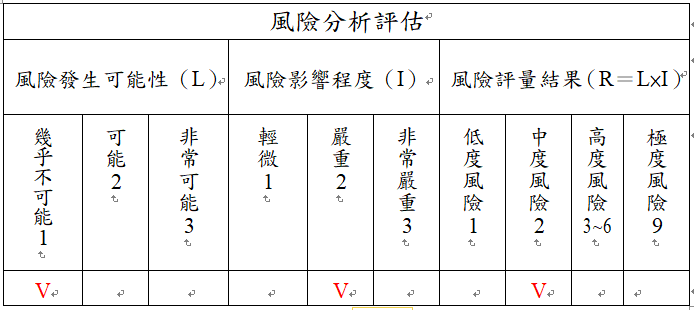 風險分析評估
風險發生可能性（L） 風險影響程度（I） 風險評量結果（R＝L×I）
幾乎不可能1 可能2 非常可能3 輕微1 嚴重2 非常嚴重3 低度風險1 中度風險2 高度風險3~6 極度風險9
V V V